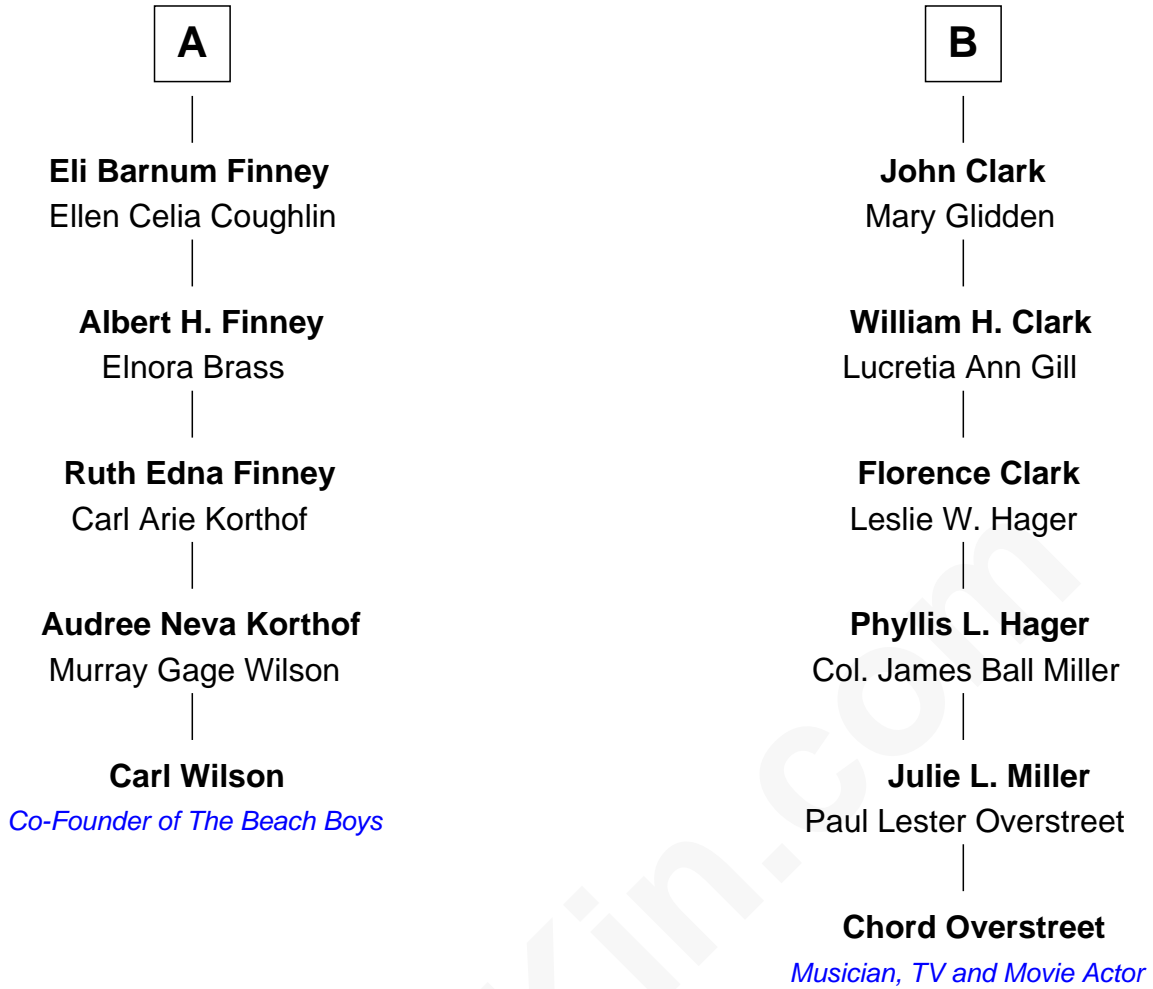 A
Eli Barnum Finney
Ellen Celia Coughlin
Albert H. Finney
Elnora Brass
Ruth Edna Finney
Carl Arie Korthof
Audree Neva Korthof
Murray Gage Wilson
Carl Wilson
Co-Founder of The Beach Boys
B
John Clark
Mary Glidden
William H. Clark
Lucretia Ann Gill
Florence Clark
Leslie W. Hager
Phyllis L. Hager
Col. James Ball Miller
Julie L. Miller
Paul Lester Overstreet
Chord Overstreet
Musician, TV and Movie Actor
Kin.com